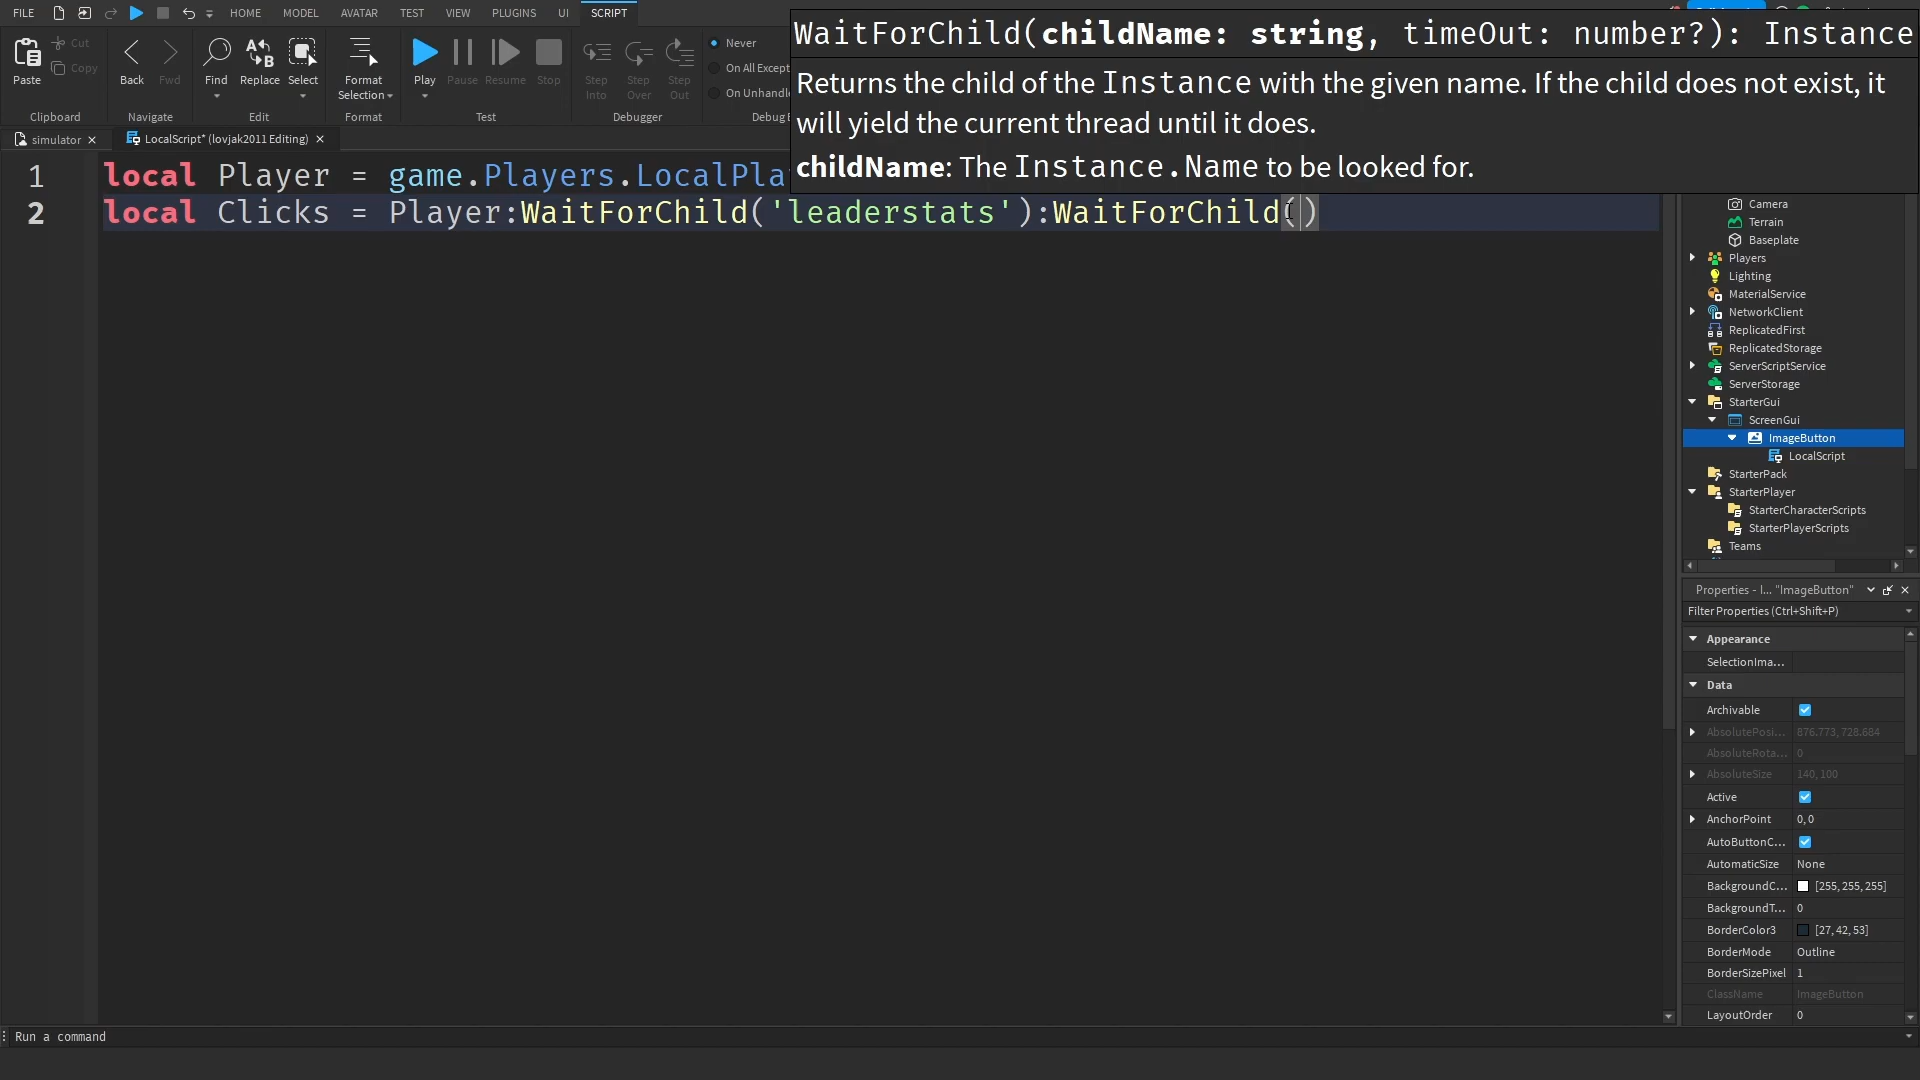 FILE HOME MODEL AVATAR TEST VIEW PLUGINS UI SCRIPT
Paste
Cut
Copy
Clipboard
Back Fwd
Navigate
Find Replace Select
Edit
Format
Selection
Format
Play Pause Resume Stop
Test
Step
Into
Step
Over
Step
Out
Debugger
Never
On All Except
On Unhandle
Debug E
WaitForChild(childName: string, timeOut: number?): Instance
Returns the child of the Instance with the given name. If the child does not exist, it
will yield the current thread until it does.
childName: The Instance.Name to be looked for.
simulator
LocalScript* (lovjak2011 Editing)
1 local Player = game.Players.LocalPla
2 local Clicks = Player:WaitForChild('leaderstats'):WaitForChild()
Camera
Terrain
Baseplate
Players
Lighting
MaterialService
NetworkClient
ReplicatedFirst
ReplicatedStorage
ServerScriptService
ServerStorage
StarterGui
ScreenGui
ImageButton
LocalScript
StarterPack
StarterPlayer
StarterCharacterScripts
StarterPlayerScripts
Teams
Properties - I... "ImageButton"
Filter Properties (Ctrl+Shift+P)
Appearance
SelectionIma...
Data
Archivable
AbsolutePosi... 876.773, 728.684
AbsoluteRota... 0
AbsoluteSize 140, 100
Active
AnchorPoint 0, 0
AutoButtonC...
AutomaticSize None
BackgroundC... [255, 255, 255]
BackgroundT... 0
BorderColor3 [27, 42, 53]
BorderMode Outline
BorderSizePixel 1
ClassName ImageButton
LayoutOrder 0
Run a command